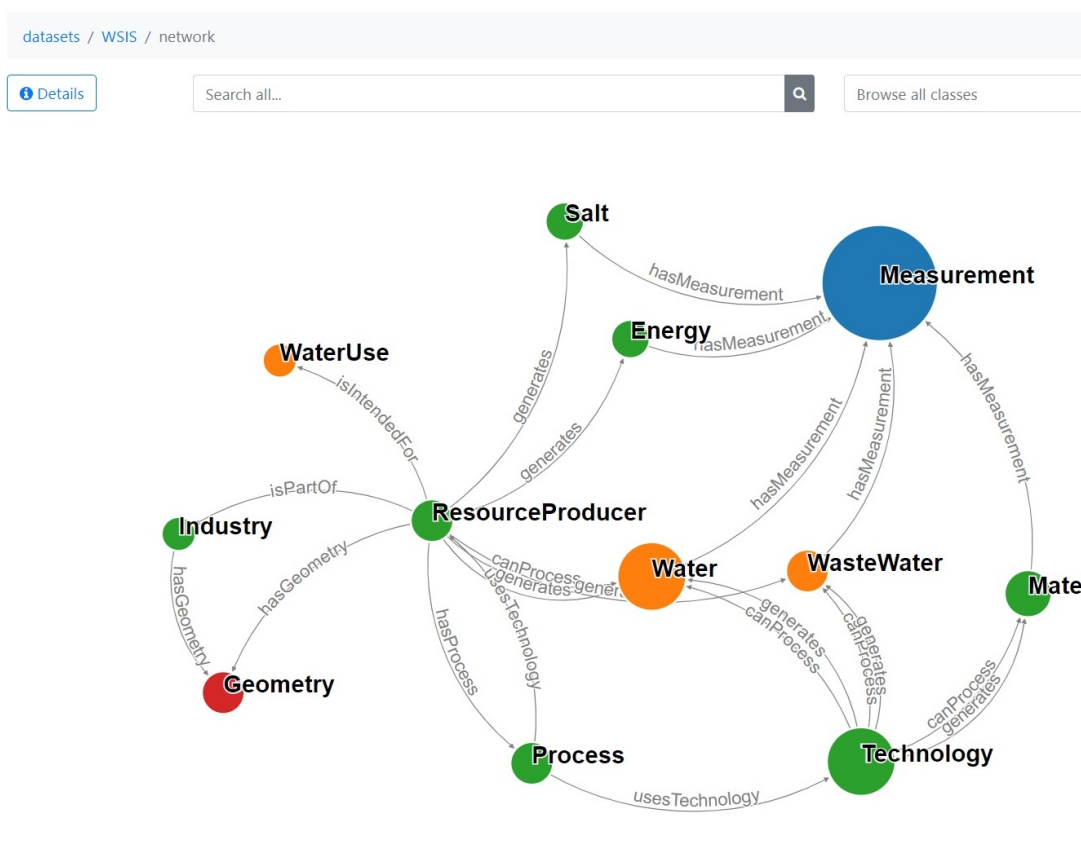 datasets / WSIS / network
Details
Search all...
Browse all classes
Salt
Measurement
hasMeasurement
Energy
hasMeasurement
WaterUse
isIntendedFor
generates
generates
hasMeasurement
hasMeasurement
hasMeasurement
isPartOf
ResourceProducer
Industry
hasGeometry
canProcess
generates
gener
Water
WasteWater
Mate
hasGeometry
usesTechnology
hasProcess
generates
canProcess
generates
canProcess
canProcess
generates
Geometry
Process
Technology
usesTechnology